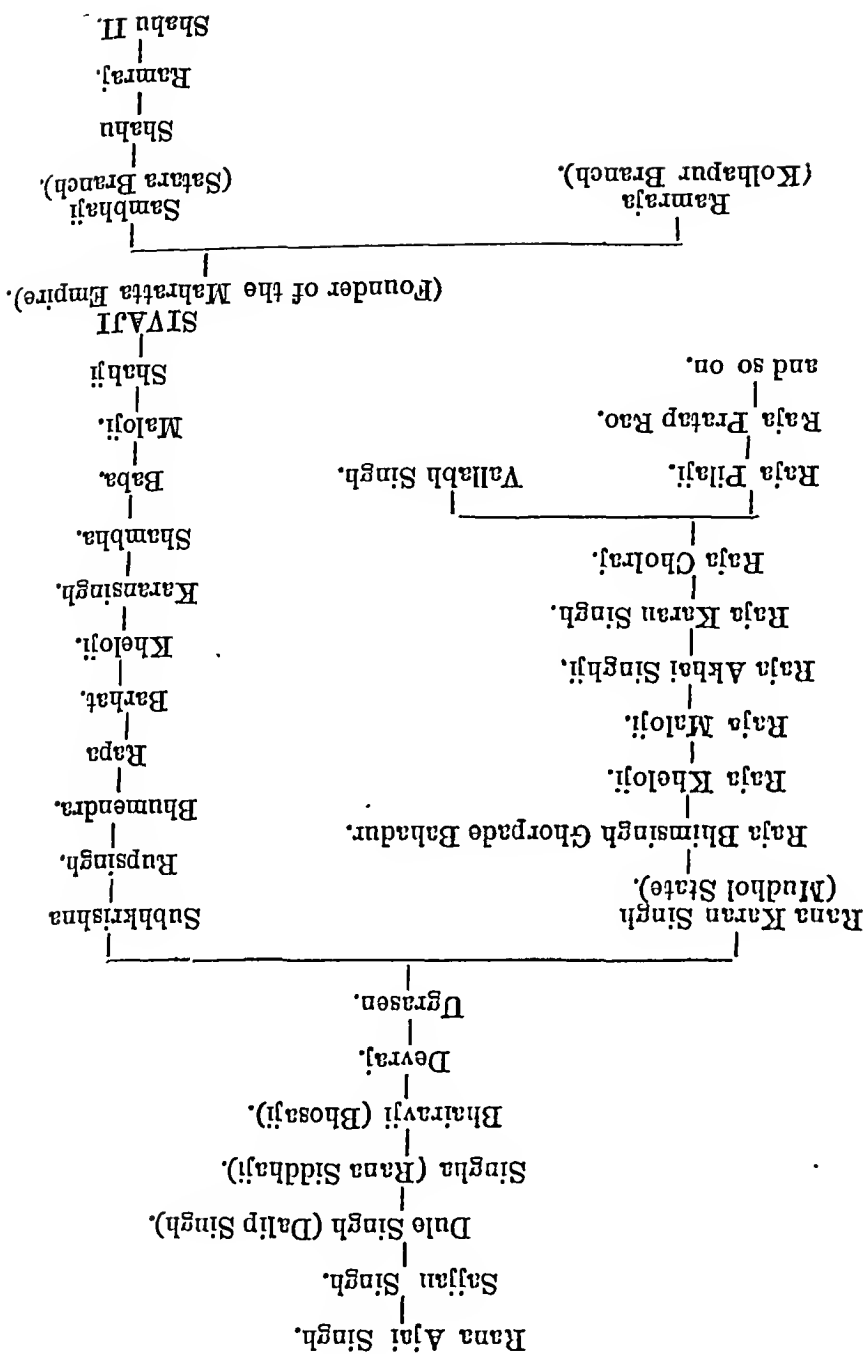 Rana Ajai Singh.
Sajjan Singh.
Dule Singh (Dalip Singh).
Singha (Rana Siddhaji).
Bhairavji (Bhosaji).
Devraj.
Ugrasen.
Subhkrishna
Rupsingh.
Bhumendra.
Rapa
Barhat.
Kheloji.
Karansingh.
Shambha.
Baba.
Maloji.
Shahji
SIVAJI
(Founder of the Mahratta Empire).
Sambhaji
(Satara Branch).
Shahu
Ramraj.
Shahu II.
Ramraja
(Kolhapur Branch).
Rana Karan Singh
(Mudhol State).
Raja Bhimsingh Ghorpade Bahadur.
Raja Kheloji.
Raja Maloji.
Raja Akhai Singhji.
Raja Karan Singh.
Raja Cholraj.
Vallabh Singh.
Raja Pilaji.
Raja Pratap Rao.
and so on.